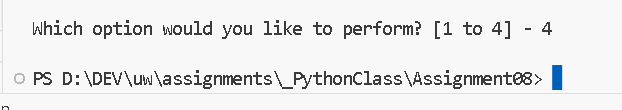 Which option would you like to perform? [1 to 4] - 4
PS D:\DEV\uw\assignments\_PythonClass\Assignment08>